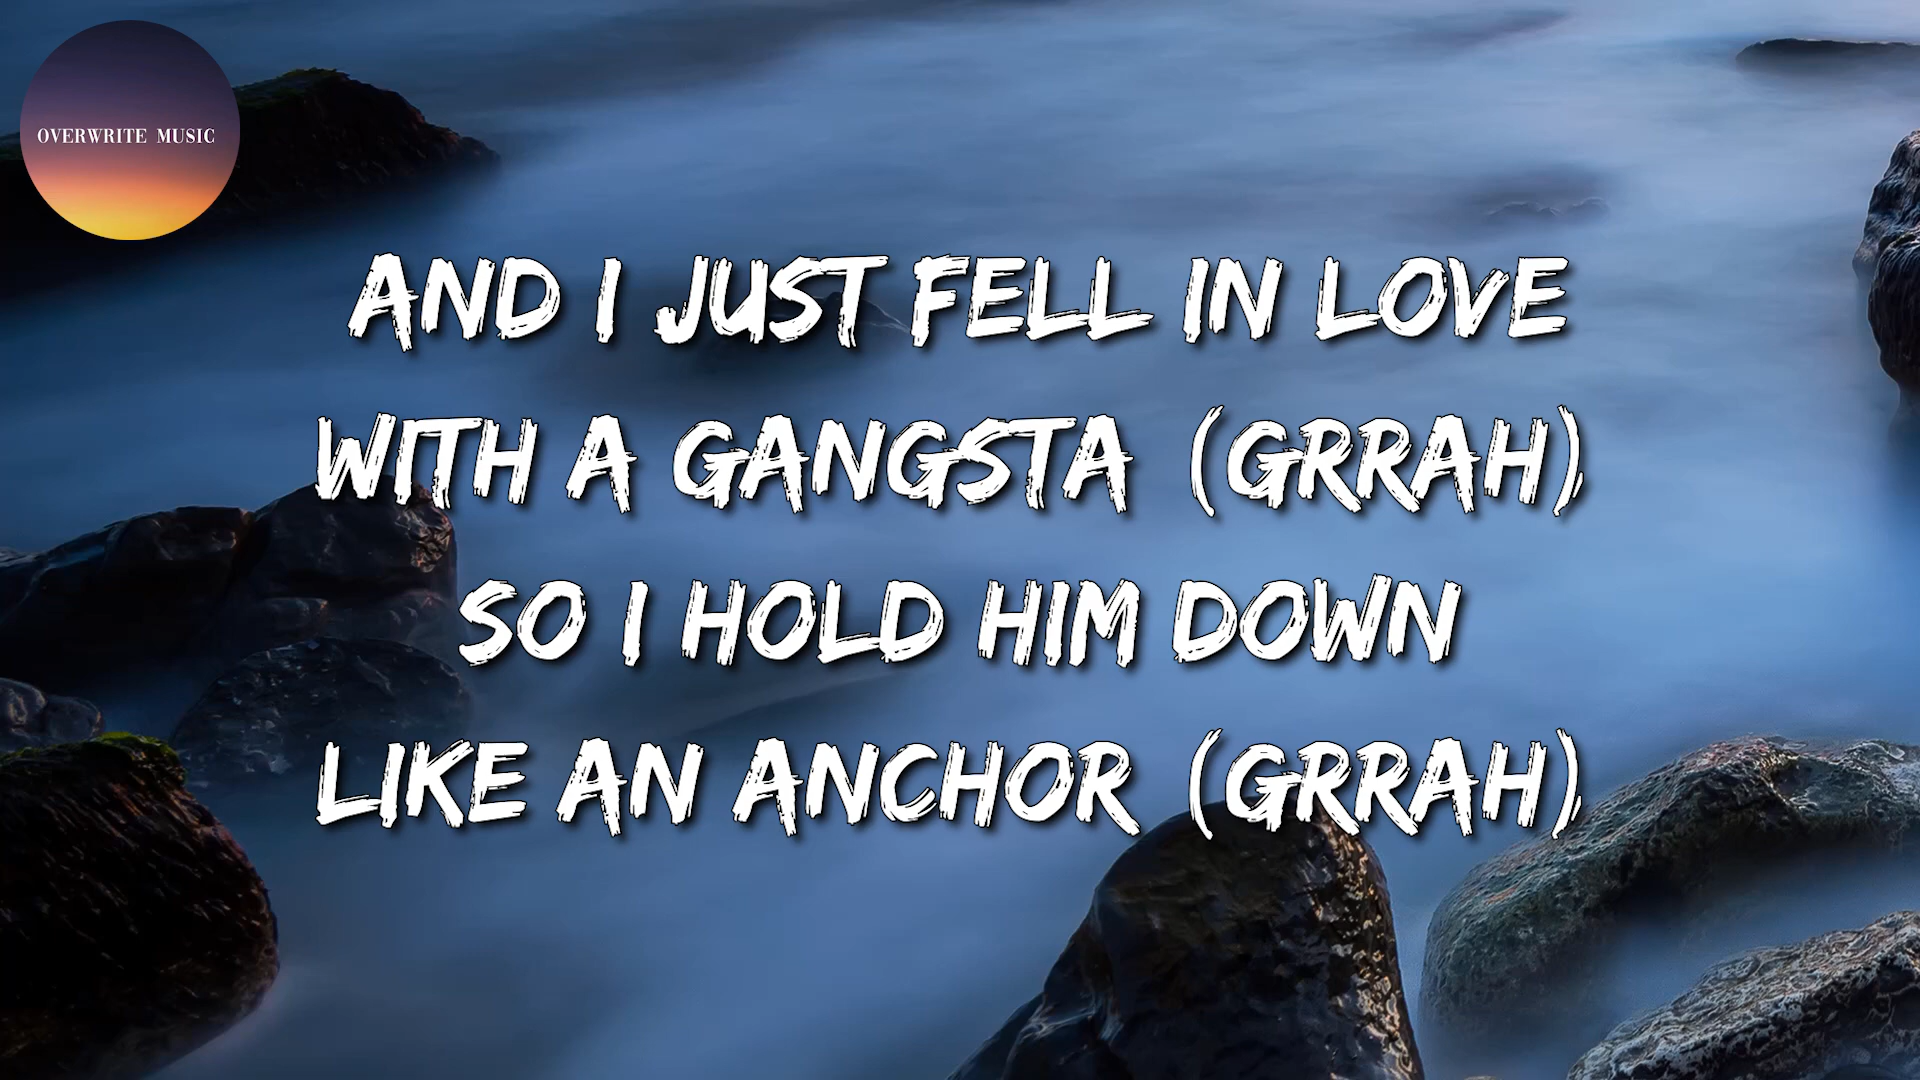 OVERWRITE MUSIC
AND I JUST FELL IN LOVE
WITH A GANGSTA (GRRAH)
SO I HOLD HIM DOWN
LIKE AN ANCHOR (GRRAH)